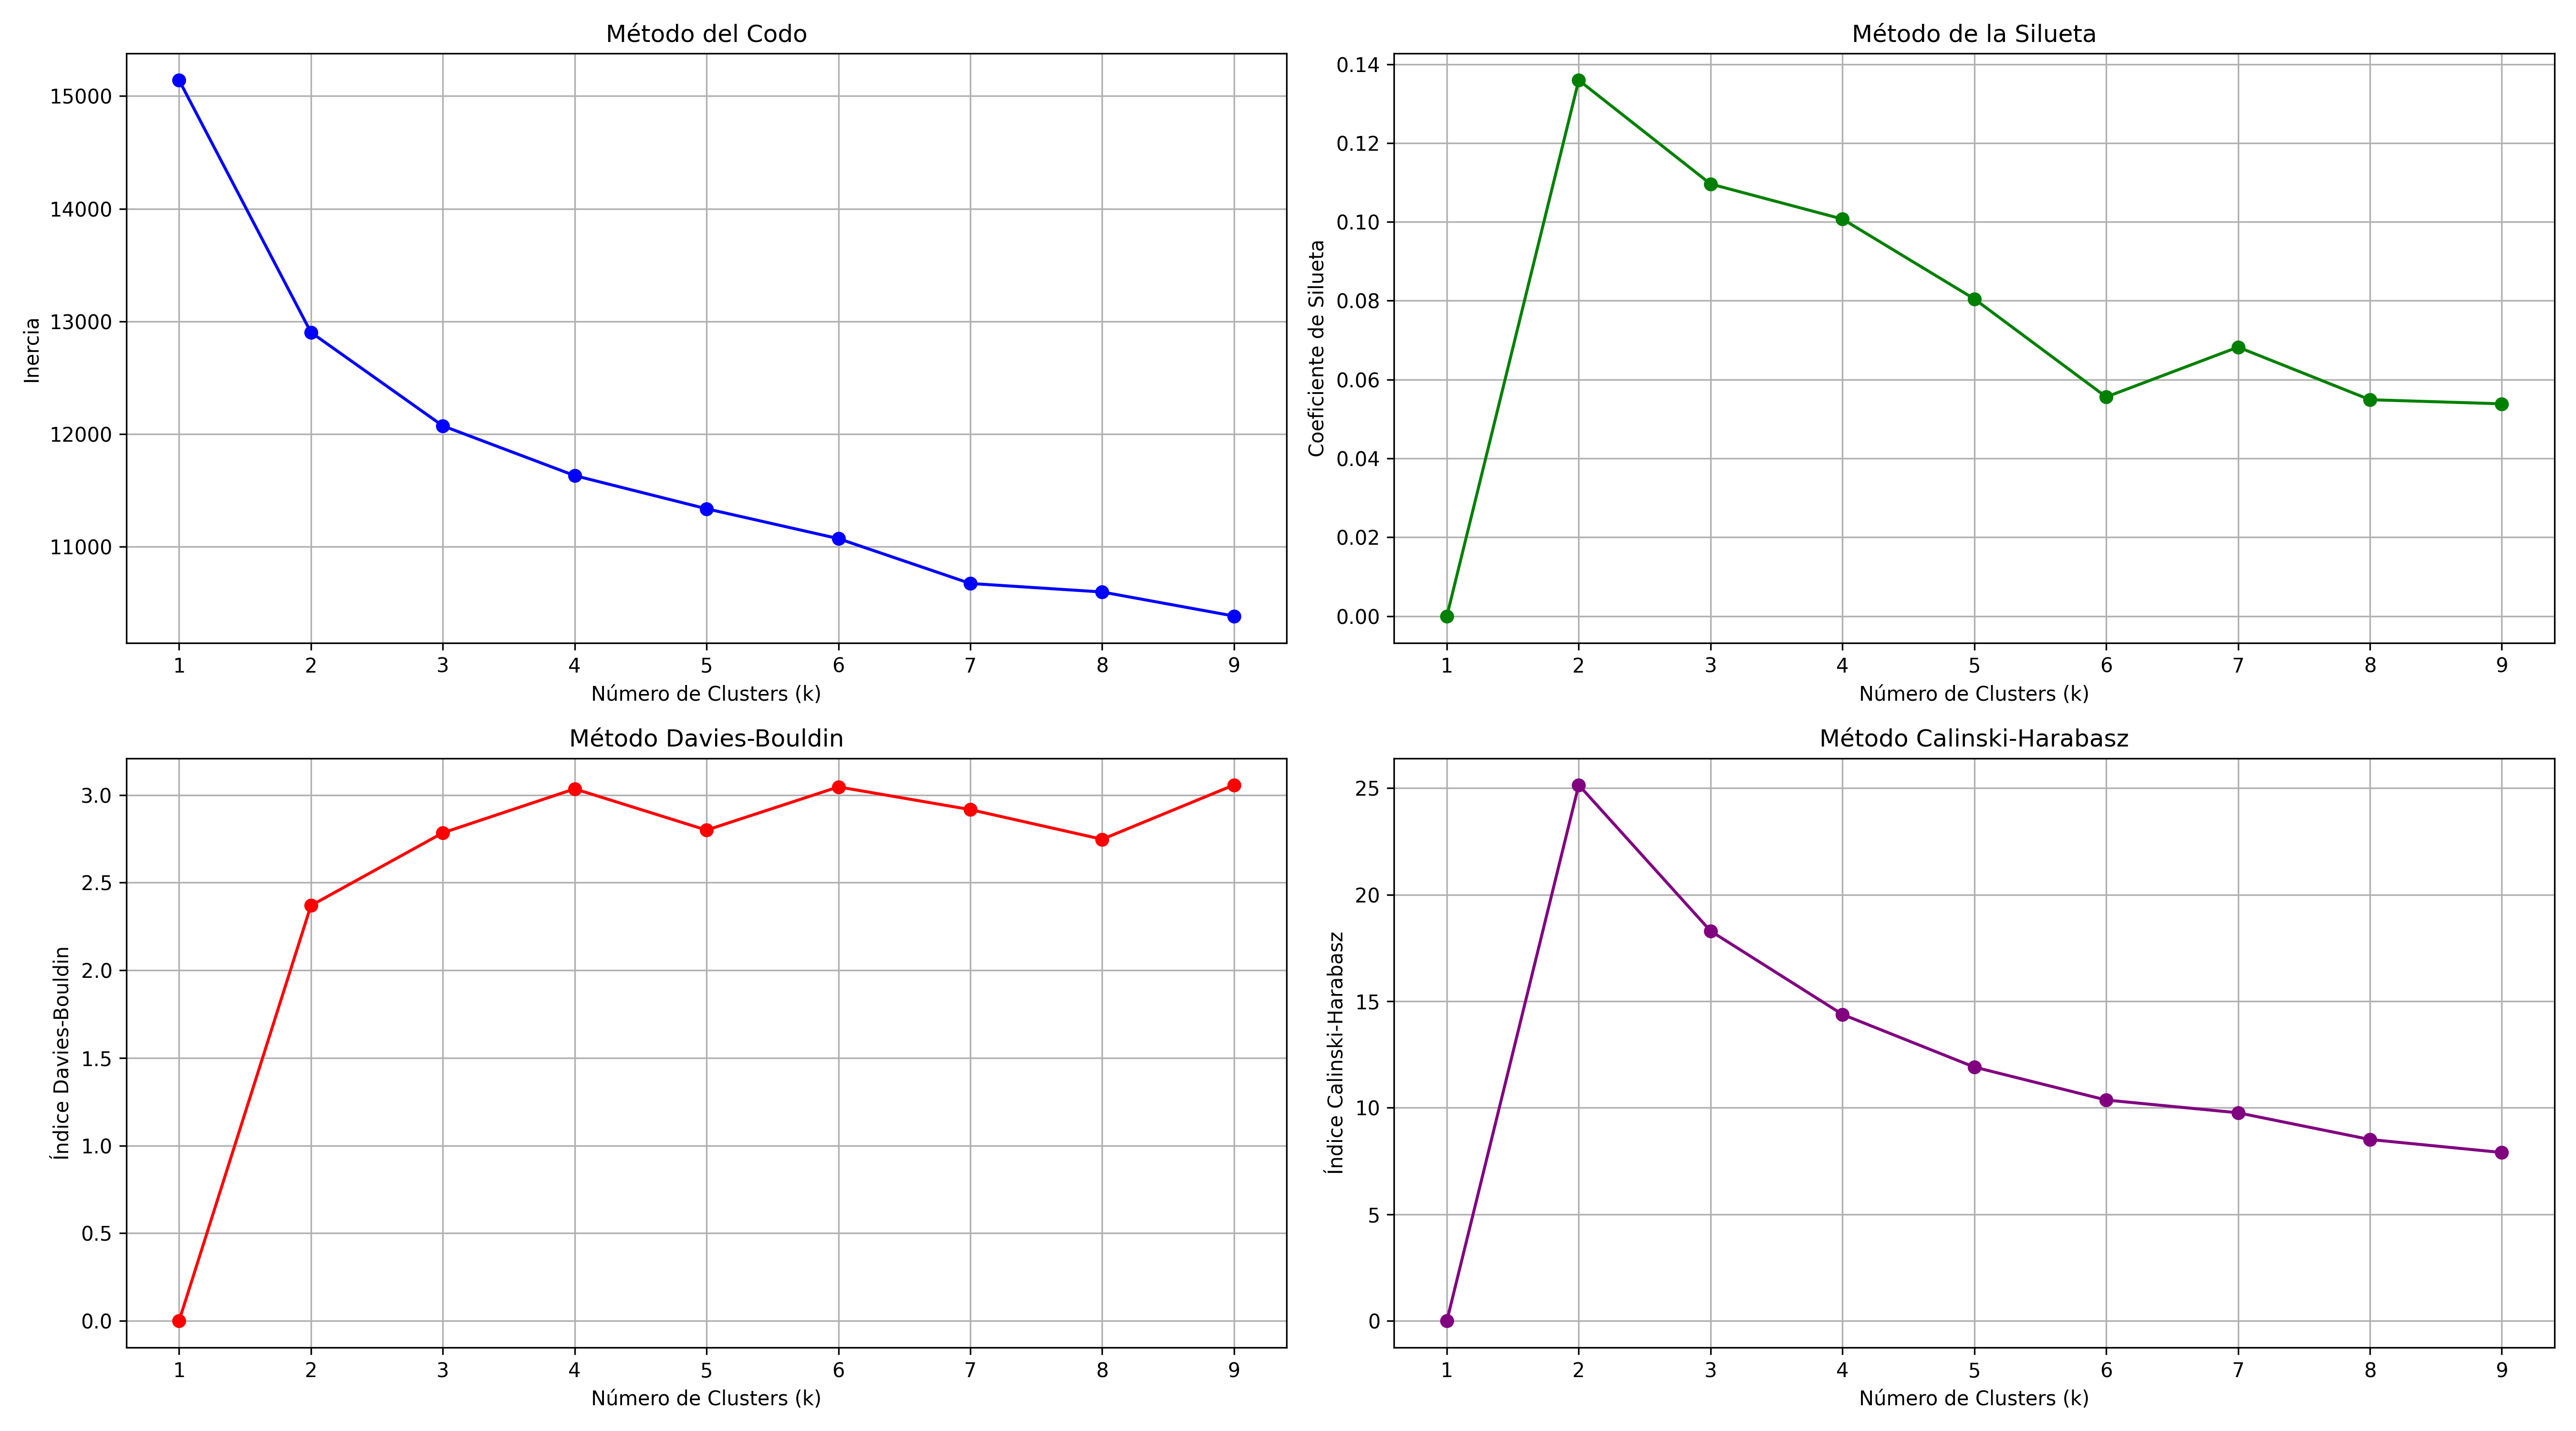 Método del Codo
15000
14000
13000
12000
11000
Inercia
1 2 3 4 5 6 7 8 9
Número de Clusters (k)
Método de la Silueta
0.14
0.12
0.10
0.08
0.06
0.04
0.02
0.00
Coeficiente de Silueta
1 2 3 4 5 6 7 8 9
Número de Clusters (k)
Método Davies-Bouldin
3.0
2.5
2.0
1.5
1.0
0.5
0.0
Índice Davies-Bouldin
1 2 3 4 5 6 7 8 9
Número de Clusters (k)
Método Calinski-Harabasz
25
20
15
10
5
0
Índice Calinski-Harabasz
1 2 3 4 5 6 7 8 9
Número de Clusters (k)